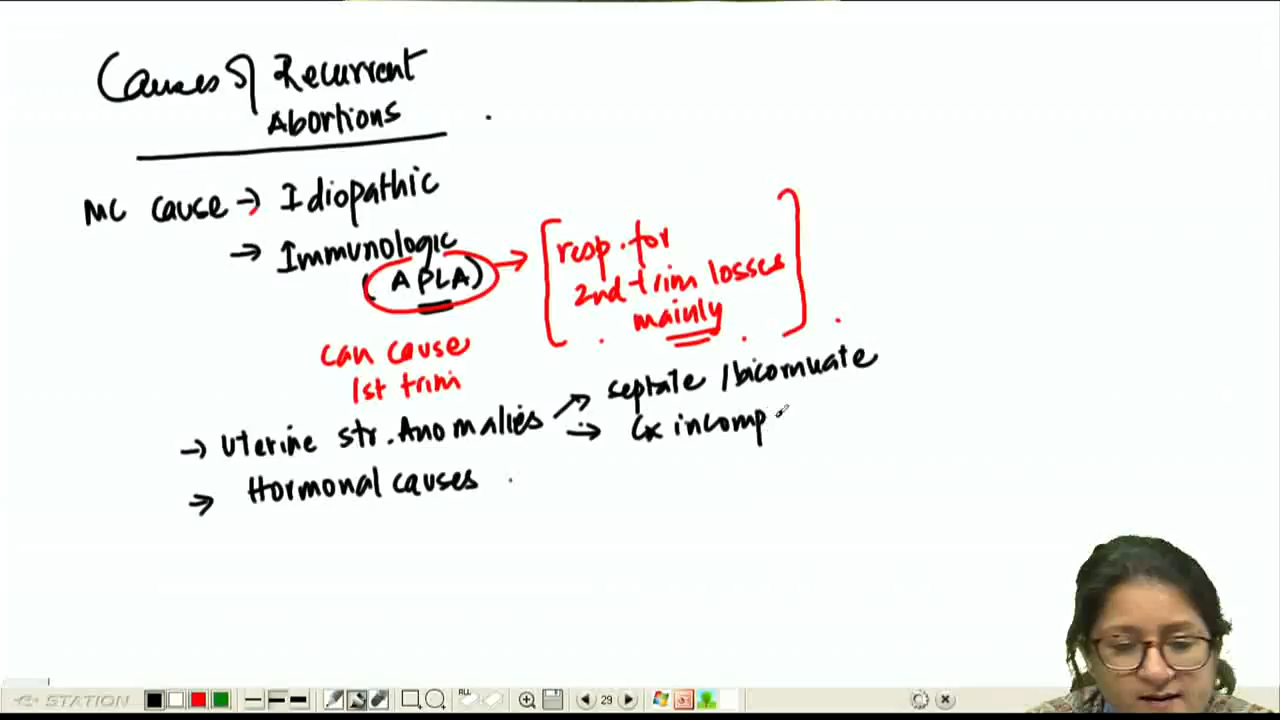 Causes of Recurrent
Abortions
MC cause → Idiopathic
→ Immunologic
(APLA) → [resp. for
2nd-trim losses
mainly]
can cause
1st trim
→ Uterine str. Anomalies → septate / bicornuate
→ Cx incomp
→ Hormonal causes
STATION
ALL
29